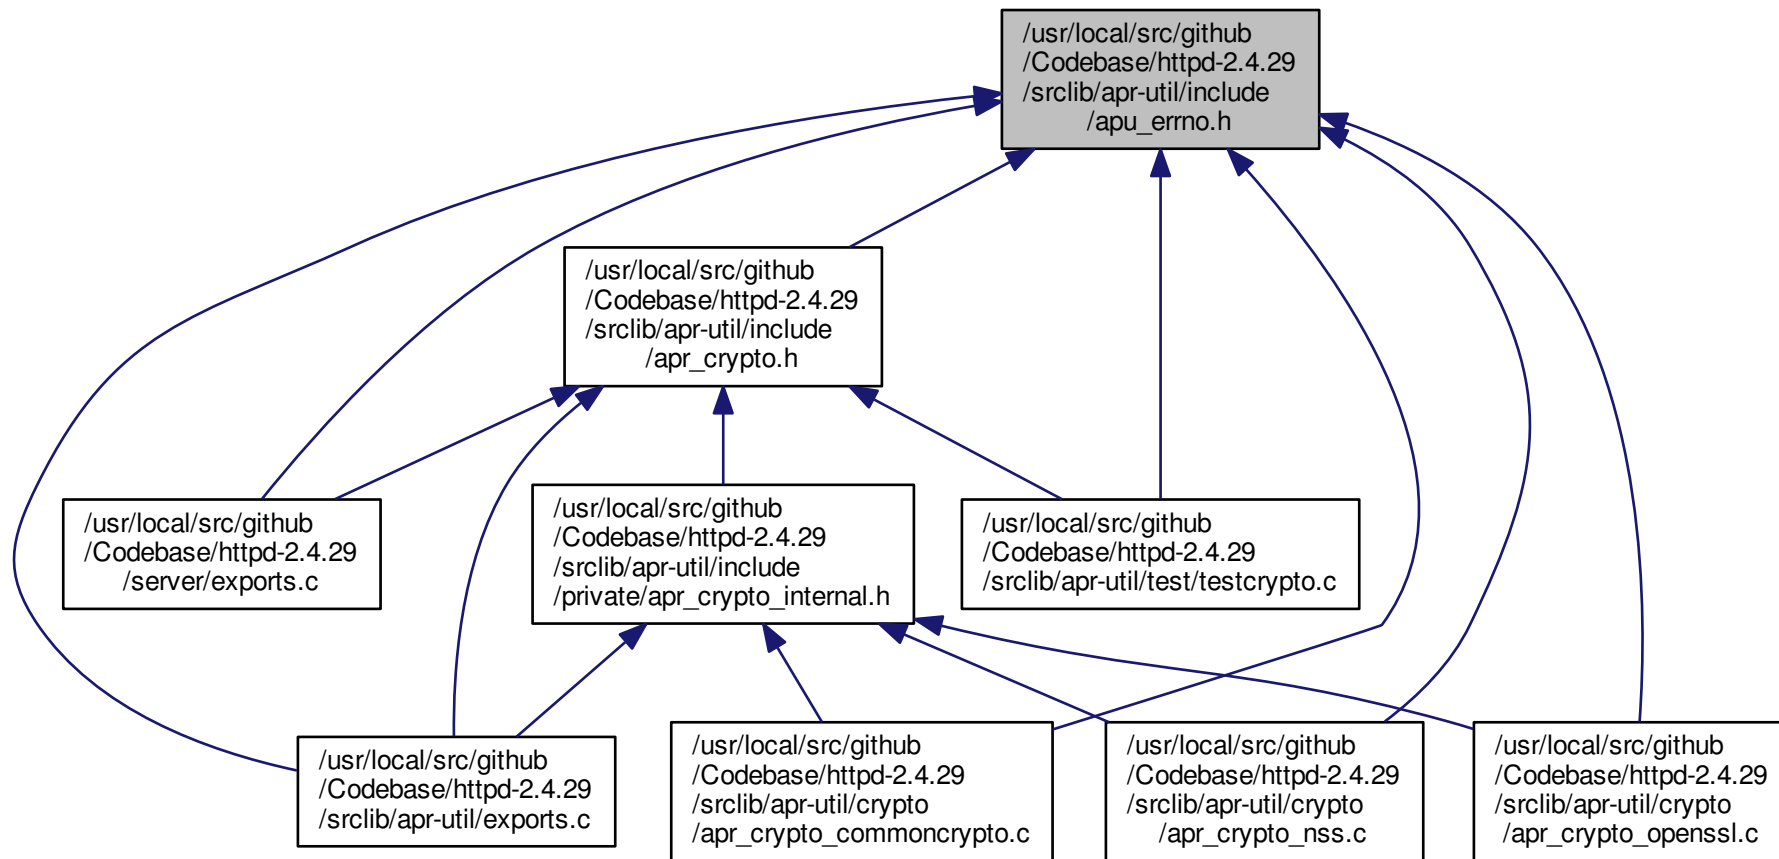 /usr/local/src/github
/Codebase/httpd-2.4.29
/srclib/apr-util/include
/apu_errno.h
/usr/local/src/github
/Codebase/httpd-2.4.29
/srclib/apr-util/include
/apr_crypto.h
/usr/local/src/github
/Codebase/httpd-2.4.29
/server/exports.c
/usr/local/src/github
/Codebase/httpd-2.4.29
/srclib/apr-util/include
/private/apr_crypto_internal.h
/usr/local/src/github
/Codebase/httpd-2.4.29
/srclib/apr-util/test/testcrypto.c
/usr/local/src/github
/Codebase/httpd-2.4.29
/srclib/apr-util/exports.c
/usr/local/src/github
/Codebase/httpd-2.4.29
/srclib/apr-util/crypto
/apr_crypto_commoncrypto.c
/usr/local/src/github
/Codebase/httpd-2.4.29
/srclib/apr-util/crypto
/apr_crypto_nss.c
/usr/local/src/github
/Codebase/httpd-2.4.29
/srclib/apr-util/crypto
/apr_crypto_openssl.c